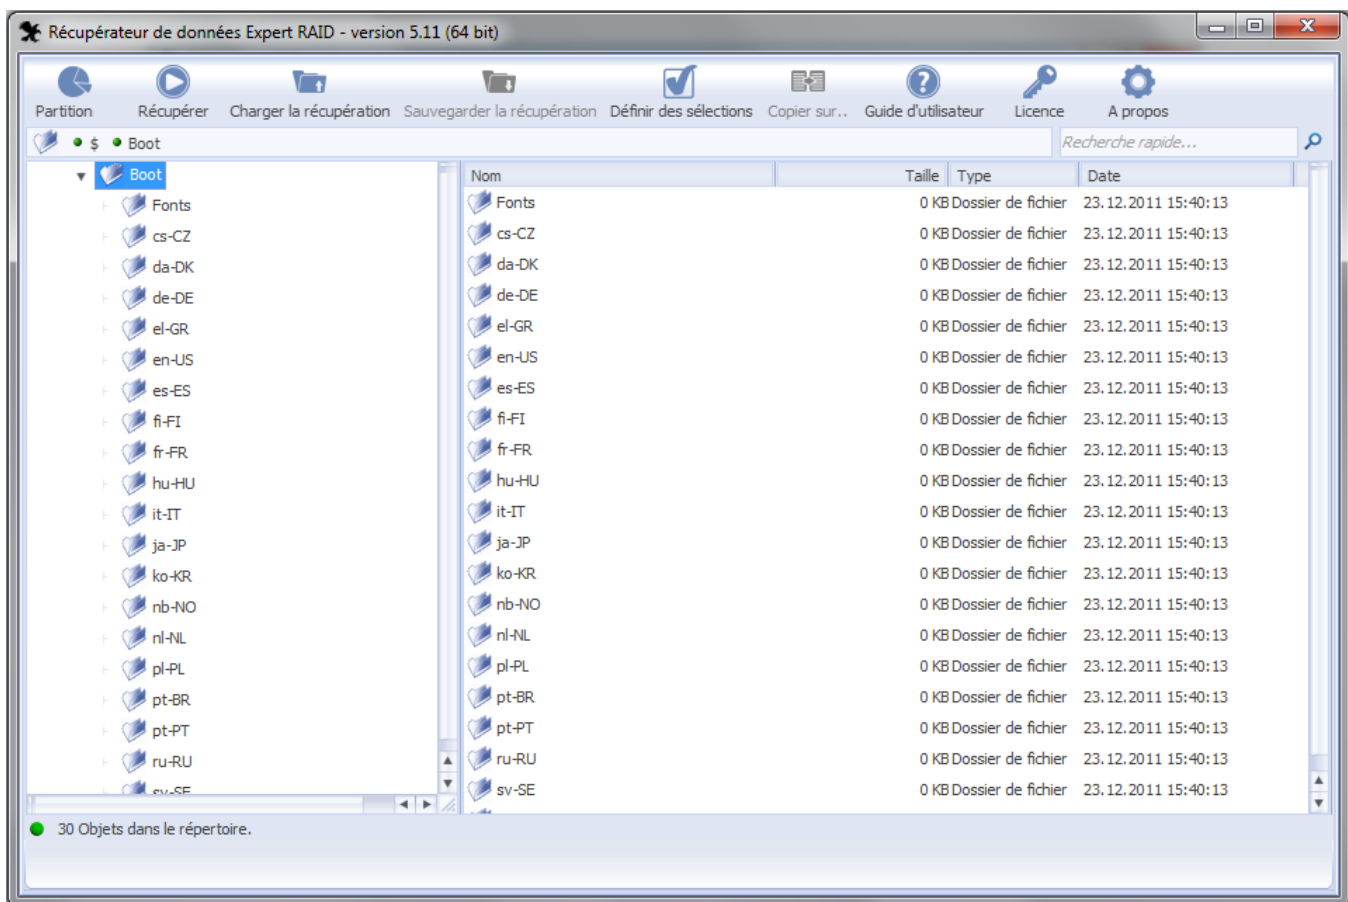 Récupérateur de données Expert RAID - version 5.11 (64 bit)
Partition Récupérer Charger la récupération Sauvegarder la récupération Définir des sélections Copier sur.. Guide d'utilisateur Licence A propos
$ Boot Recherche rapide...
Boot
Fonts
cs-CZ
da-DK
de-DE
el-GR
en-US
es-ES
fi-FI
fr-FR
hu-HU
it-IT
ja-JP
ko-KR
nb-NO
nl-NL
pl-PL
pt-BR
pt-PT
ru-RU
sv-SE
Nom Taille Type Date
Fonts 0 KB Dossier de fichier 23.12.2011 15:40:13
cs-CZ 0 KB Dossier de fichier 23.12.2011 15:40:13
da-DK 0 KB Dossier de fichier 23.12.2011 15:40:13
de-DE 0 KB Dossier de fichier 23.12.2011 15:40:13
el-GR 0 KB Dossier de fichier 23.12.2011 15:40:13
en-US 0 KB Dossier de fichier 23.12.2011 15:40:13
es-ES 0 KB Dossier de fichier 23.12.2011 15:40:13
fi-FI 0 KB Dossier de fichier 23.12.2011 15:40:13
fr-FR 0 KB Dossier de fichier 23.12.2011 15:40:13
hu-HU 0 KB Dossier de fichier 23.12.2011 15:40:13
it-IT 0 KB Dossier de fichier 23.12.2011 15:40:13
ja-JP 0 KB Dossier de fichier 23.12.2011 15:40:13
ko-KR 0 KB Dossier de fichier 23.12.2011 15:40:13
nb-NO 0 KB Dossier de fichier 23.12.2011 15:40:13
nl-NL 0 KB Dossier de fichier 23.12.2011 15:40:13
pl-PL 0 KB Dossier de fichier 23.12.2011 15:40:13
pt-BR 0 KB Dossier de fichier 23.12.2011 15:40:13
pt-PT 0 KB Dossier de fichier 23.12.2011 15:40:13
ru-RU 0 KB Dossier de fichier 23.12.2011 15:40:13
sv-SE 0 KB Dossier de fichier 23.12.2011 15:40:13
30 Objets dans le répertoire.